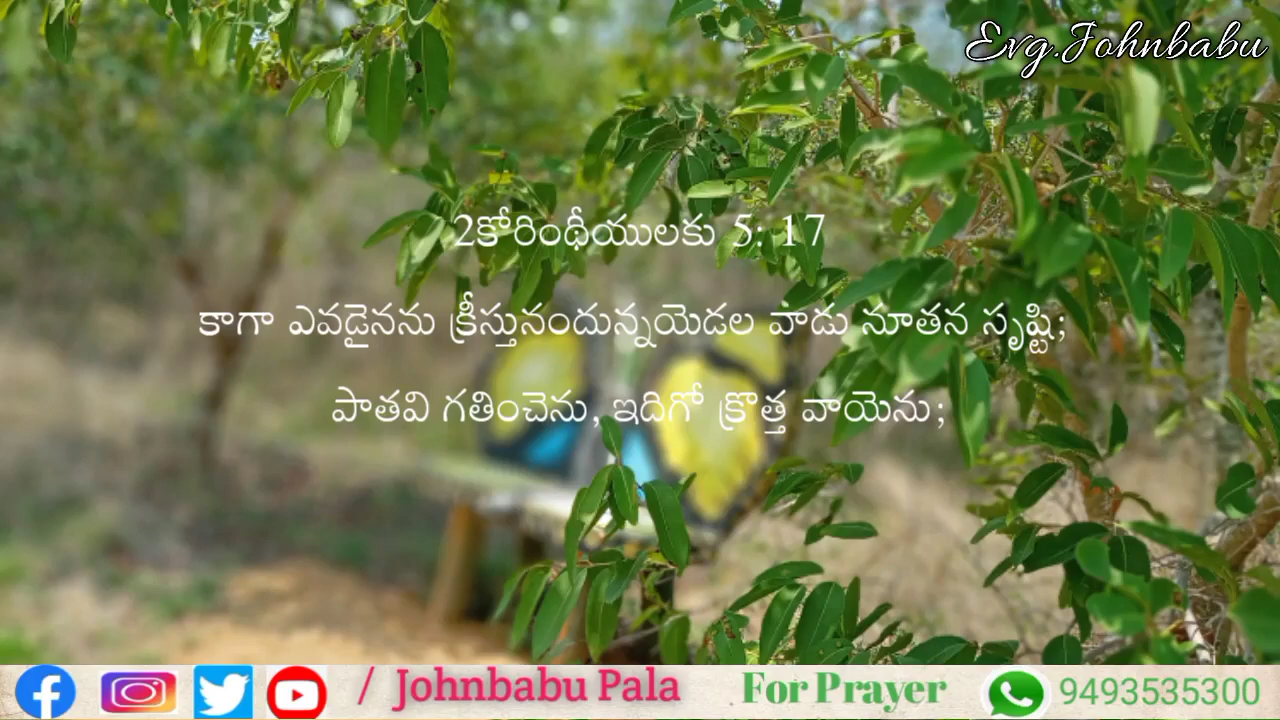 Evg.Johnbabu
2కోరింథీయులకు 5: 17
కాగా ఎవడైనను క్రీస్తునందున్నయెడల వాడు నూతన సృష్టి;
పాతవి గతించెను, ఇదిగో క్రొత్త వాయెను;
/ Johnbabu Pala For Prayer 9493535300